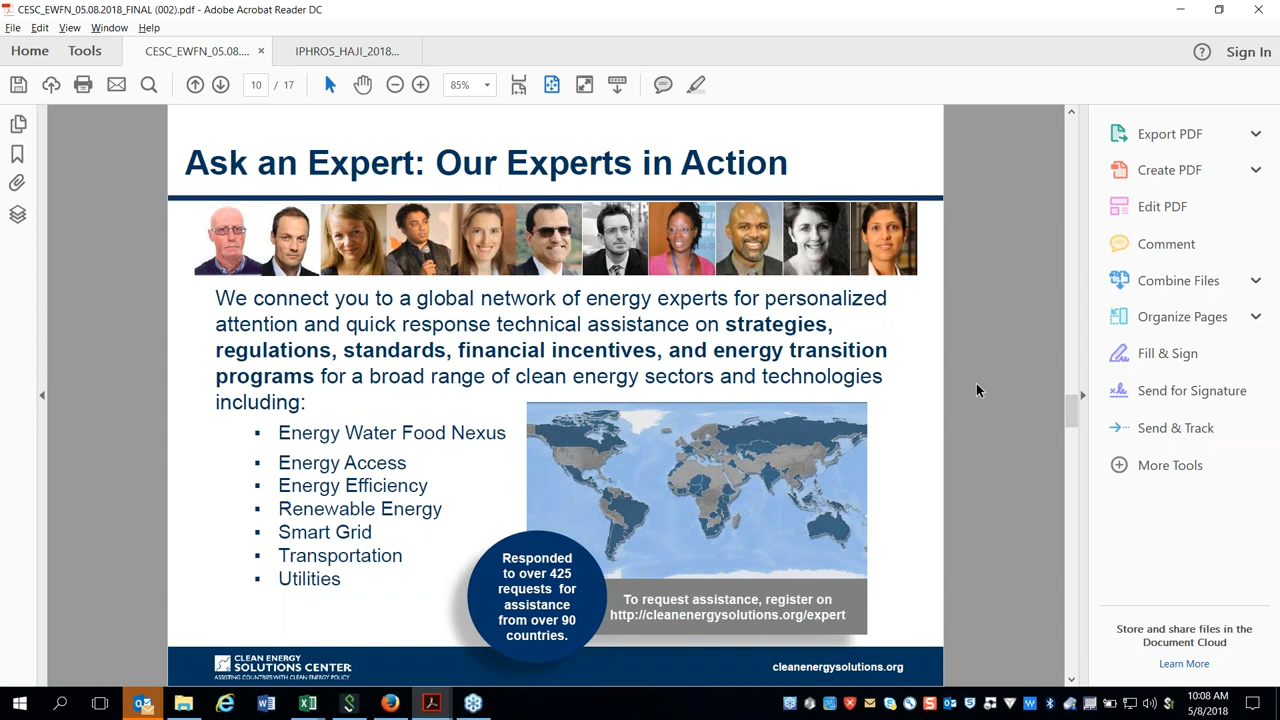 CESC_EWFN_05.08.2018_FINAL (002).pdf - Adobe Acrobat Reader DC
File Edit View Window Help
Home Tools CESC_EWFN_05.08.... × IPHROS_HAJI_2018... Sign In
10 / 17 85%
Ask an Expert: Our Experts in Action
We connect you to a global network of energy experts for personalized
attention and quick response technical assistance on strategies,
regulations, standards, financial incentives, and energy transition
programs for a broad range of clean energy sectors and technologies
including:
▪ Energy Water Food Nexus
▪ Energy Access
▪ Energy Efficiency
▪ Renewable Energy
▪ Smart Grid
▪ Transportation
▪ Utilities
Responded
to over 425
requests for
assistance
from over 90
countries.
To request assistance, register on
http://cleanenergysolutions.org/expert
CLEAN ENERGY
SOLUTIONS CENTER
ASSISTING COUNTRIES WITH CLEAN ENERGY POLICY
cleanenergysolutions.org
Export PDF
Create PDF
Edit PDF
Comment
Combine Files
Organize Pages
Fill & Sign
Send for Signature
Send & Track
More Tools
Store and share files in the
Document Cloud
Learn More
10:08 AM
5/8/2018